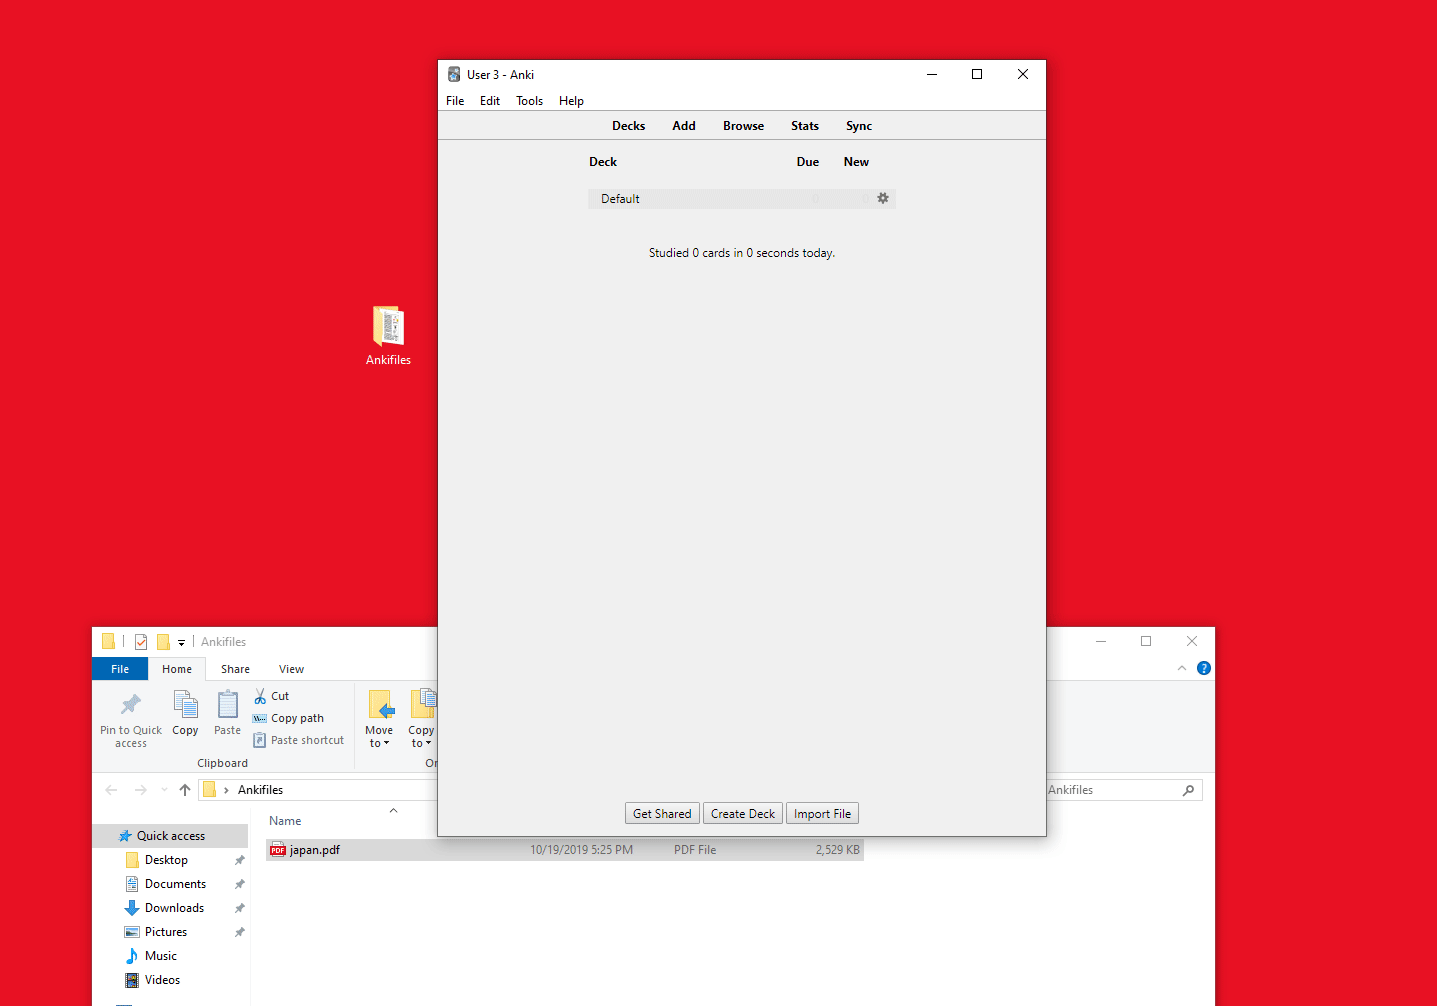 User 3 - Anki
File Edit Tools Help
Decks Add Browse Stats Sync
Deck Due New
Default 0 0
Studied 0 cards in 0 seconds today.
Get Shared Create Deck Import File
Ankifiles
Ankifiles
File Home Share View
Pin to Quick access
Copy
Paste
Cut
Copy path
Paste shortcut
Clipboard
Move to
Copy to
Or
Ankifiles
Ankifiles
Name
Quick access
Desktop
Documents
Downloads
Pictures
Music
Videos
PDF japan.pdf 10/19/2019 5:25 PM PDF File 2,529 KB